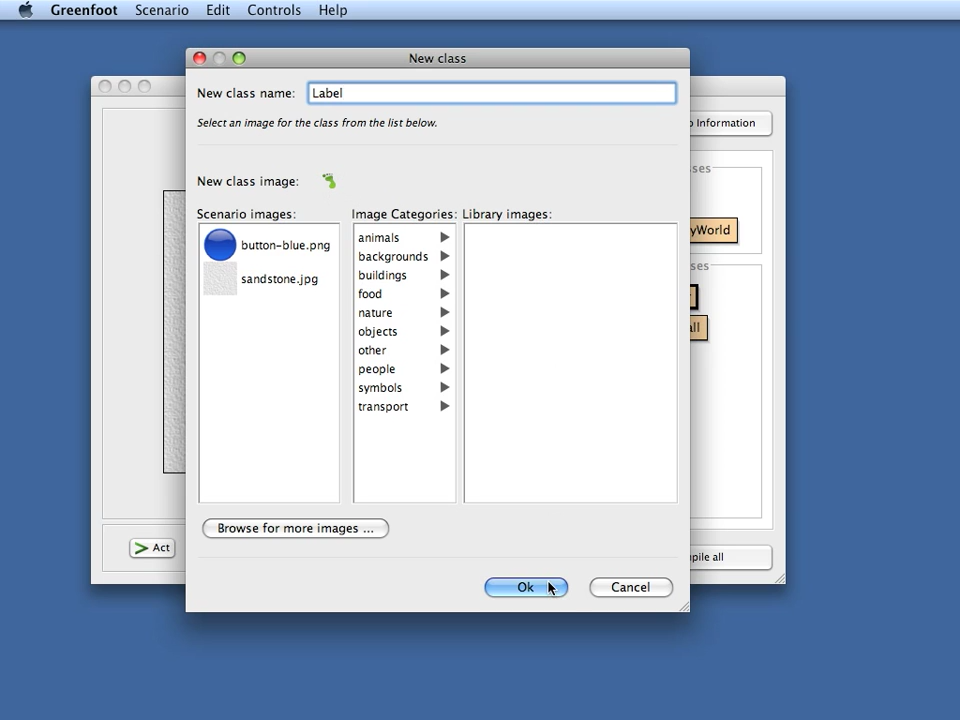 Greenfoot Scenario Edit Controls Help
New class
New class name: Label
Select an image for the class from the list below.
New class image:
Scenario images:
button-blue.png
sandstone.jpg
Image Categories:
animals
backgrounds
buildings
food
nature
objects
other
people
symbols
transport
Library images:
Browse for more images ...
Ok
Cancel
Act
Information
yWorld
all
pile all